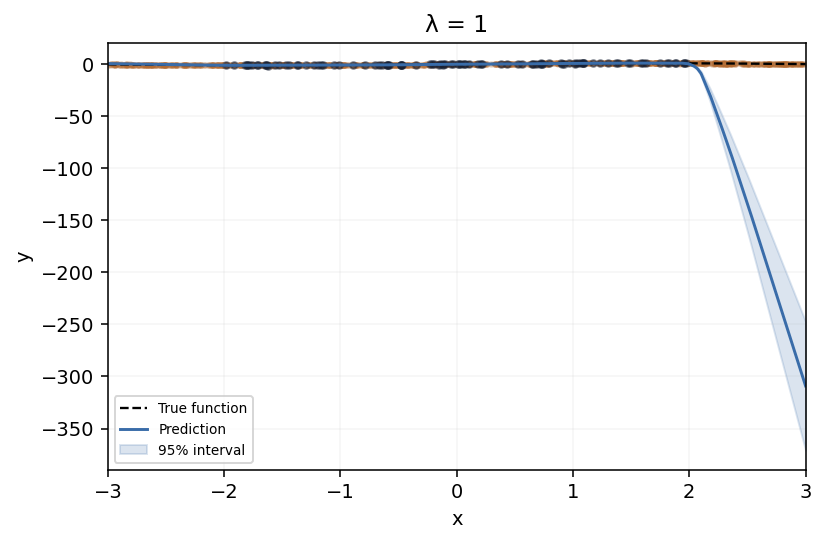 λ = 1
y
0
−50
−100
−150
−200
−250
−300
−350
True function
Prediction
95% interval
−3 −2 −1 0 1 2 3
x